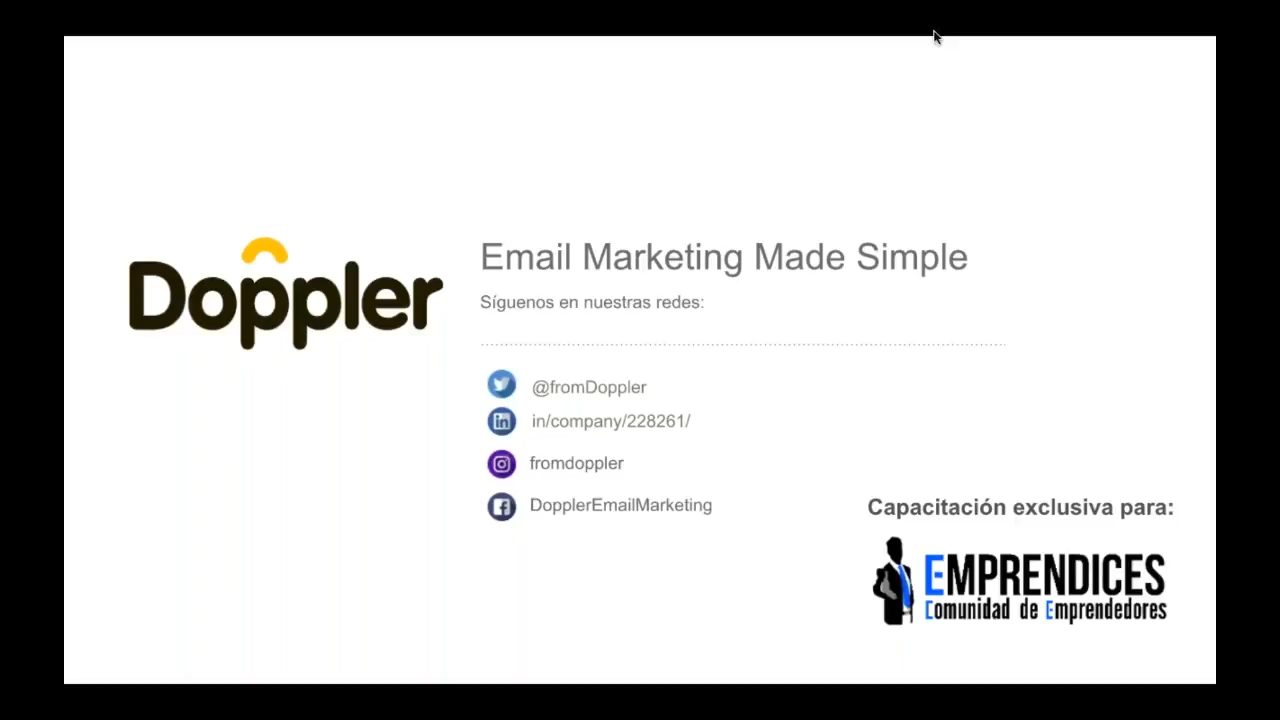 Doppler
Email Marketing Made Simple
Síguenos en nuestras redes:
@fromDoppler
in/company/228261/
fromdoppler
DopplerEmailMarketing
Capacitación exclusiva para:
EMPRENDICES
Comunidad de Emprendedores